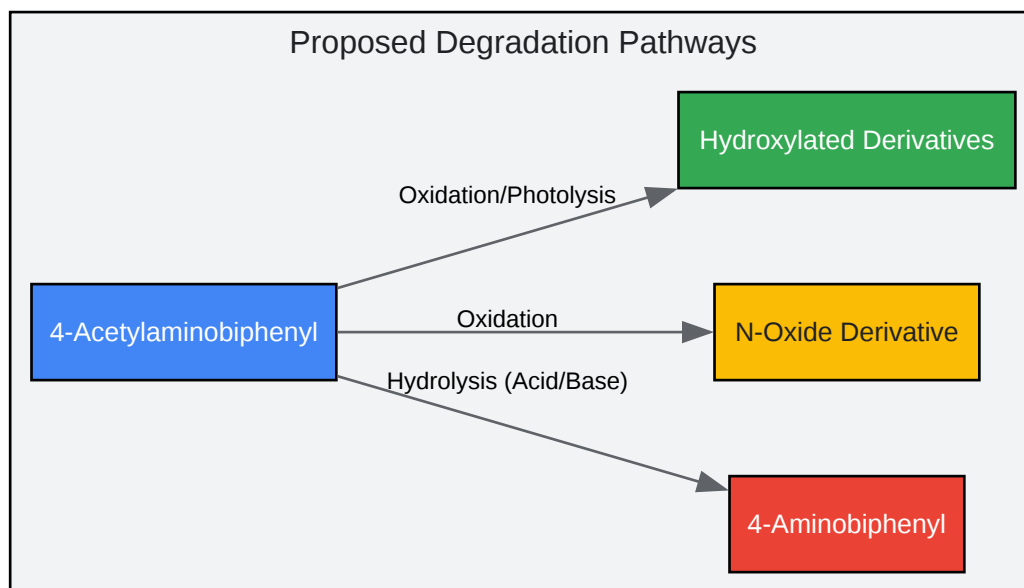 Proposed Degradation Pathways
Hydroxylated Derivatives
Oxidation/Photolysis
4-Acetylaminobiphenyl
Oxidation
N-Oxide Derivative
Hydrolysis (Acid/Base)
4-Aminobiphenyl